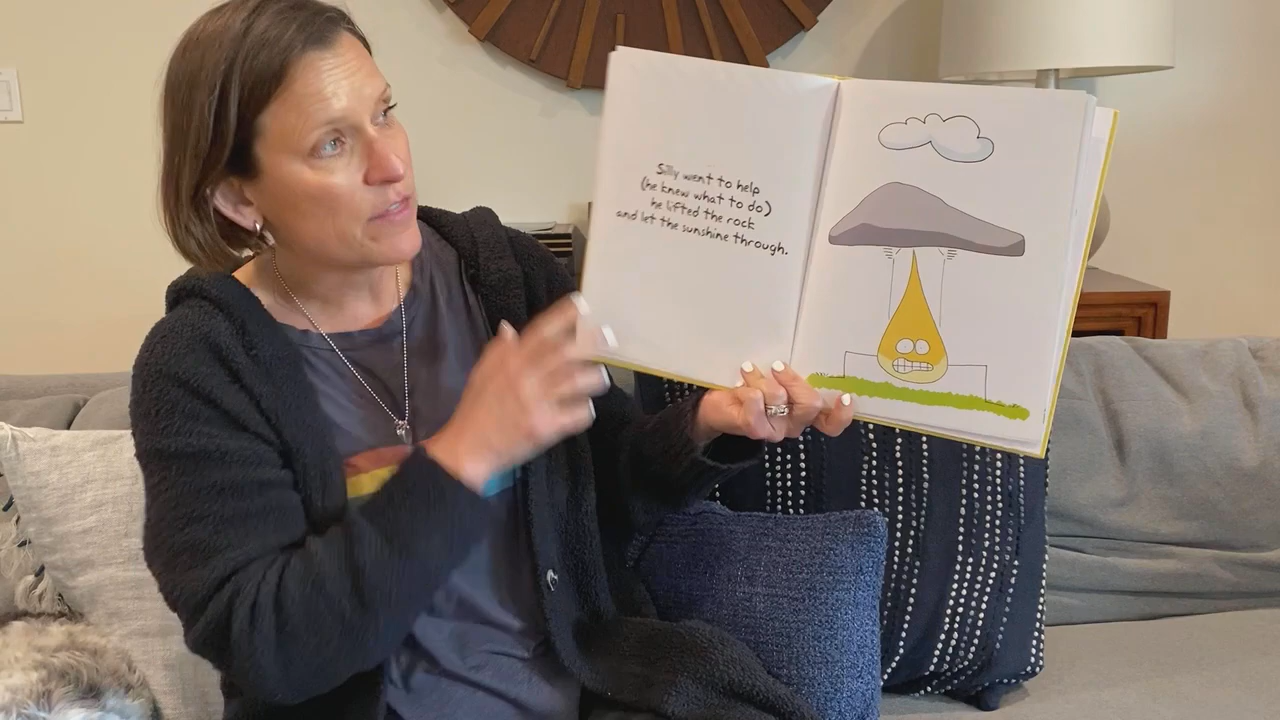 Silly went to help
(he knew what to do)
he lifted the rock
and let the sunshine through.